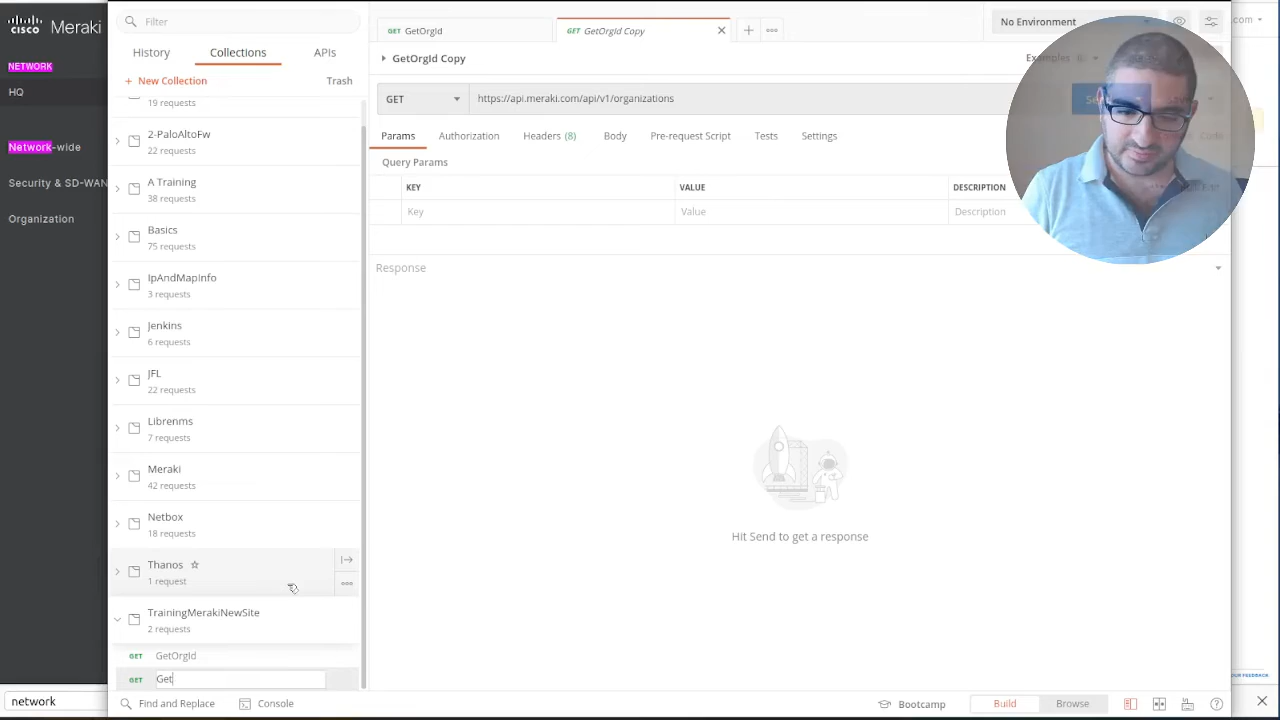 CISCO Meraki
NETWORK
HQ
Network-wide
Security & SD-WAN
Organization
network
Filter
History Collections APIs
+ New Collection Trash
19 requests
2-PaloAltoFw
22 requests
A Training
38 requests
Basics
75 requests
IpAndMapInfo
3 requests
Jenkins
6 requests
JFL
22 requests
Librenms
7 requests
Meraki
42 requests
Netbox
18 requests
Thanos
1 request
TrainingMerakiNewSite
2 requests
GET GetOrgId
GET Get
Find and Replace Console
GET GetOrgId GET GetOrgId Copy
No Environment
.com
GetOrgId Copy
Examples
GET https://api.meraki.com/api/v1/organizations
Params Authorization Headers (8) Body Pre-request Script Tests Settings
Query Params
KEY VALUE DESCRIPTION
Key Value Description
Response
Hit Send to get a response
Bootcamp Build Browse
OUR FEEDBACK